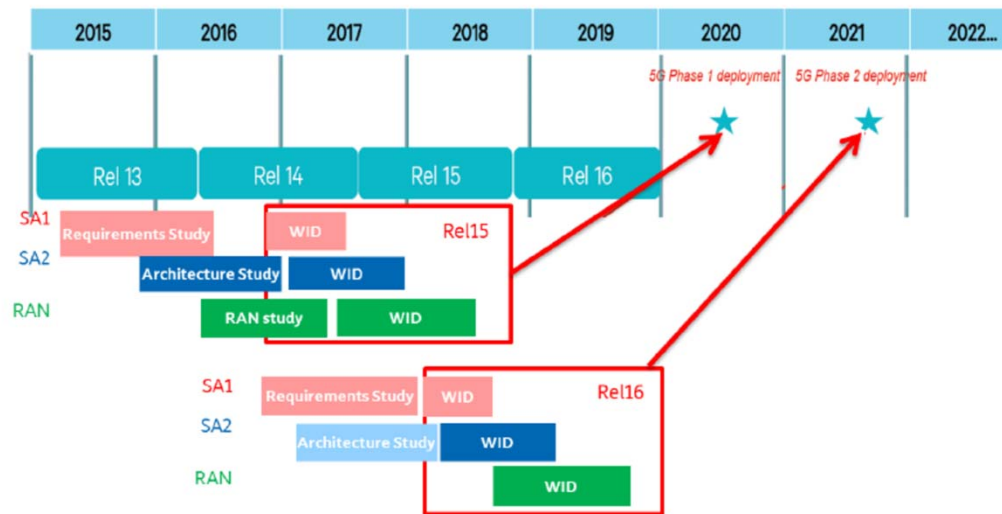 2015 2016 2017 2018 2019 2020 2021 2022...
5G Phase 1 deployment 5G Phase 2 deployment
Rel 13 Rel 14 Rel 15 Rel 16
SA1 Requirements Study WID Rel15
SA2 Architecture Study WID
RAN RAN study WID
SA1 Requirements Study WID Rel16
SA2 Architecture Study WID
RAN WID